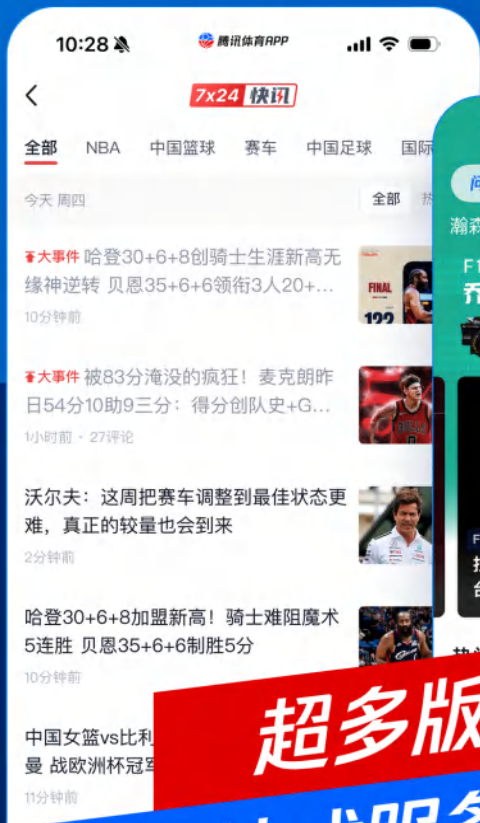 10:28
腾讯体育APP
7x24 快讯
全部 NBA 中国篮球 赛车 中国足球 国际
今天 周四
全部 热
大事件 哈登30+6+8创骑士生涯新高无
缘神逆转 贝恩35+6+6领衔3人20+...
10分钟前
FINAL
122
大事件 被83分淹没的疯狂！麦克朗昨
日54分10助9三分：得分创队史+G...
1小时前 · 27评论
BULLS
沃尔夫：这周把赛车调整到最佳状态更
难，真正的较量也会到来
2分钟前
哈登30+6+8加盟新高！骑士难阻魔术
5连胜 贝恩35+6+6制胜5分
10分钟前
中国女篮vs比利
曼 战欧洲杯冠军
11分钟前
问
瀚森
F1
乔
超多版